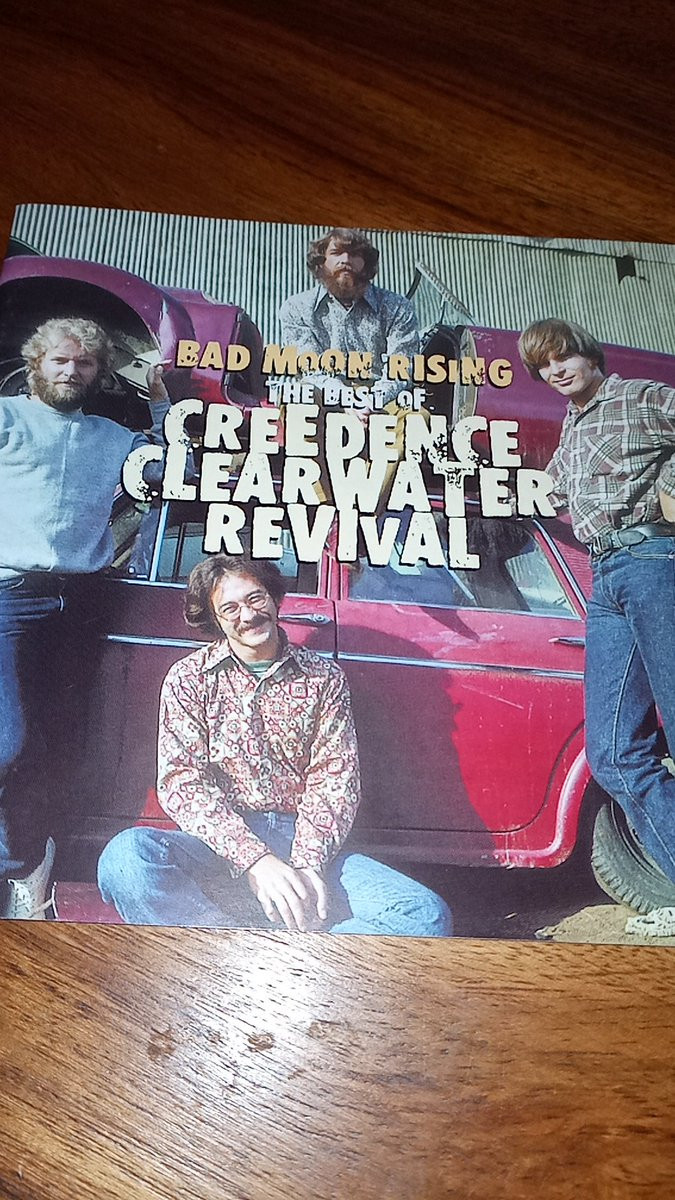 BAD MOON RISING
THE BEST OF
CREEDENCE
CLEARWATER
REVIVAL